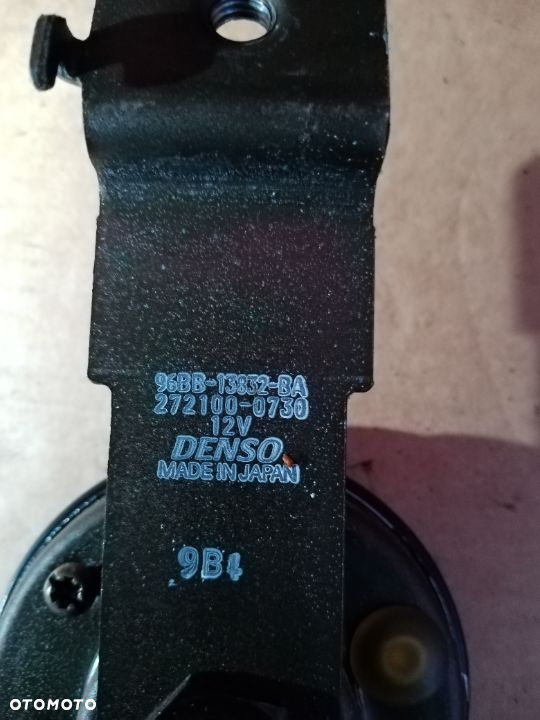 96BB-13832-BA
272100-0730
12V
DENSO
MADE IN JAPAN
9B4
OTOMOTO